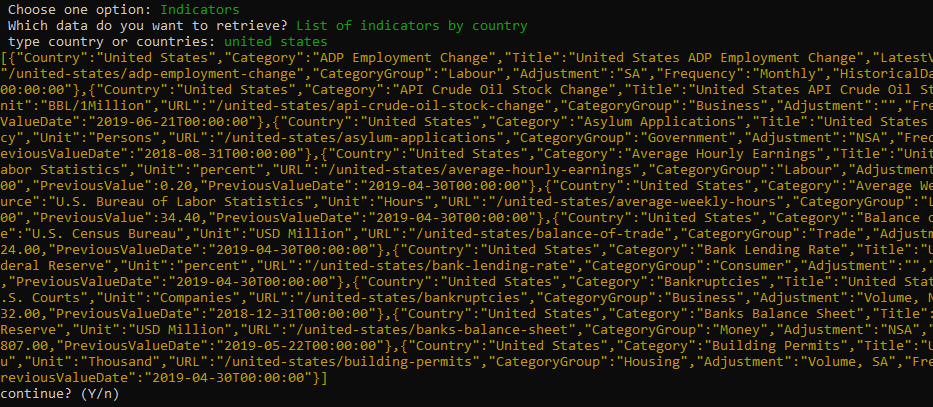 Choose one option: Indicators
Which data do you want to retrieve? List of indicators by country
type country or countries: united states
[{"Country":"United States","Category":"ADP Employment Change","Title":"United States ADP Employment Change","LatestV
"/united-states/adp-employment-change","CategoryGroup":"Labour","Adjustment":"SA","Frequency":"Monthly","HistoricalDa
00:00:00"},{"Country":"United States","Category":"API Crude Oil Stock Change","Title":"United States API Crude Oil St
nit":"BBL/1Million","URL":"/united-states/api-crude-oil-stock-change","CategoryGroup":"Business","Adjustment":"","Fre
ValueDate":"2019-06-21T00:00:00"},{"Country":"United States","Category":"Asylum Applications","Title":"United States
cy","Unit":"Persons","URL":"/united-states/asylum-applications","CategoryGroup":"Government","Adjustment":"NSA","Freq
eviousValueDate":"2018-08-31T00:00:00"},{"Country":"United States","Category":"Average Hourly Earnings","Title":"Unit
abor Statistics","Unit":"percent","URL":"/united-states/average-hourly-earnings","CategoryGroup":"Labour","Adjustment
00","PreviousValue":0.20,"PreviousValueDate":"2019-04-30T00:00:00"},{"Country":"United States","Category":"Average We
urce":"U.S. Bureau of Labor Statistics","Unit":"Hours","URL":"/united-states/average-weekly-hours","CategoryGroup":"L
00","PreviousValue":34.40,"PreviousValueDate":"2019-04-30T00:00:00"},{"Country":"United States","Category":"Balance o
e":"U.S. Census Bureau","Unit":"USD Million","URL":"/united-states/balance-of-trade","CategoryGroup":"Trade","Adjustm
24.00,"PreviousValueDate":"2019-04-30T00:00:00"},{"Country":"United States","Category":"Bank Lending Rate","Title":"U
deral Reserve","Unit":"percent","URL":"/united-states/bank-lending-rate","CategoryGroup":"Consumer","Adjustment":"","
,"PreviousValueDate":"2019-04-30T00:00:00"},{"Country":"United States","Category":"Bankruptcies","Title":"United Stat
.S. Courts","Unit":"Companies","URL":"/united-states/bankruptcies","CategoryGroup":"Business","Adjustment":"Volume, N
32.00,"PreviousValueDate":"2018-12-31T00:00:00"},{"Country":"United States","Category":"Banks Balance Sheet","Title":
Reserve","Unit":"USD Million","URL":"/united-states/banks-balance-sheet","CategoryGroup":"Money","Adjustment":"NSA","
807.00,"PreviousValueDate":"2019-05-22T00:00:00"},{"Country":"United States","Category":"Building Permits","Title":"U
u","Unit":"Thousand","URL":"/united-states/building-permits","CategoryGroup":"Housing","Adjustment":"Volume, SA","Fre
reviousValueDate":"2019-04-30T00:00:00"}]
continue? (Y/n)